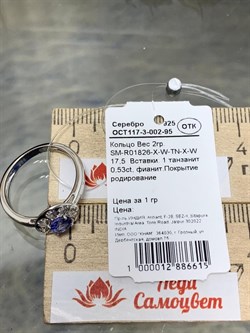 Серебро 925
ОСТ117-3-002-95
ОТК
Кольцо Вес 2гр.
SM-R01826-X-W-TN-X-W
17.5 Вставки. 1 танзанит
0.53ct, фианит Покрытие
родирование
Цена за 1 гр
Цена
1 000012 886615
Леди
Самоцвет